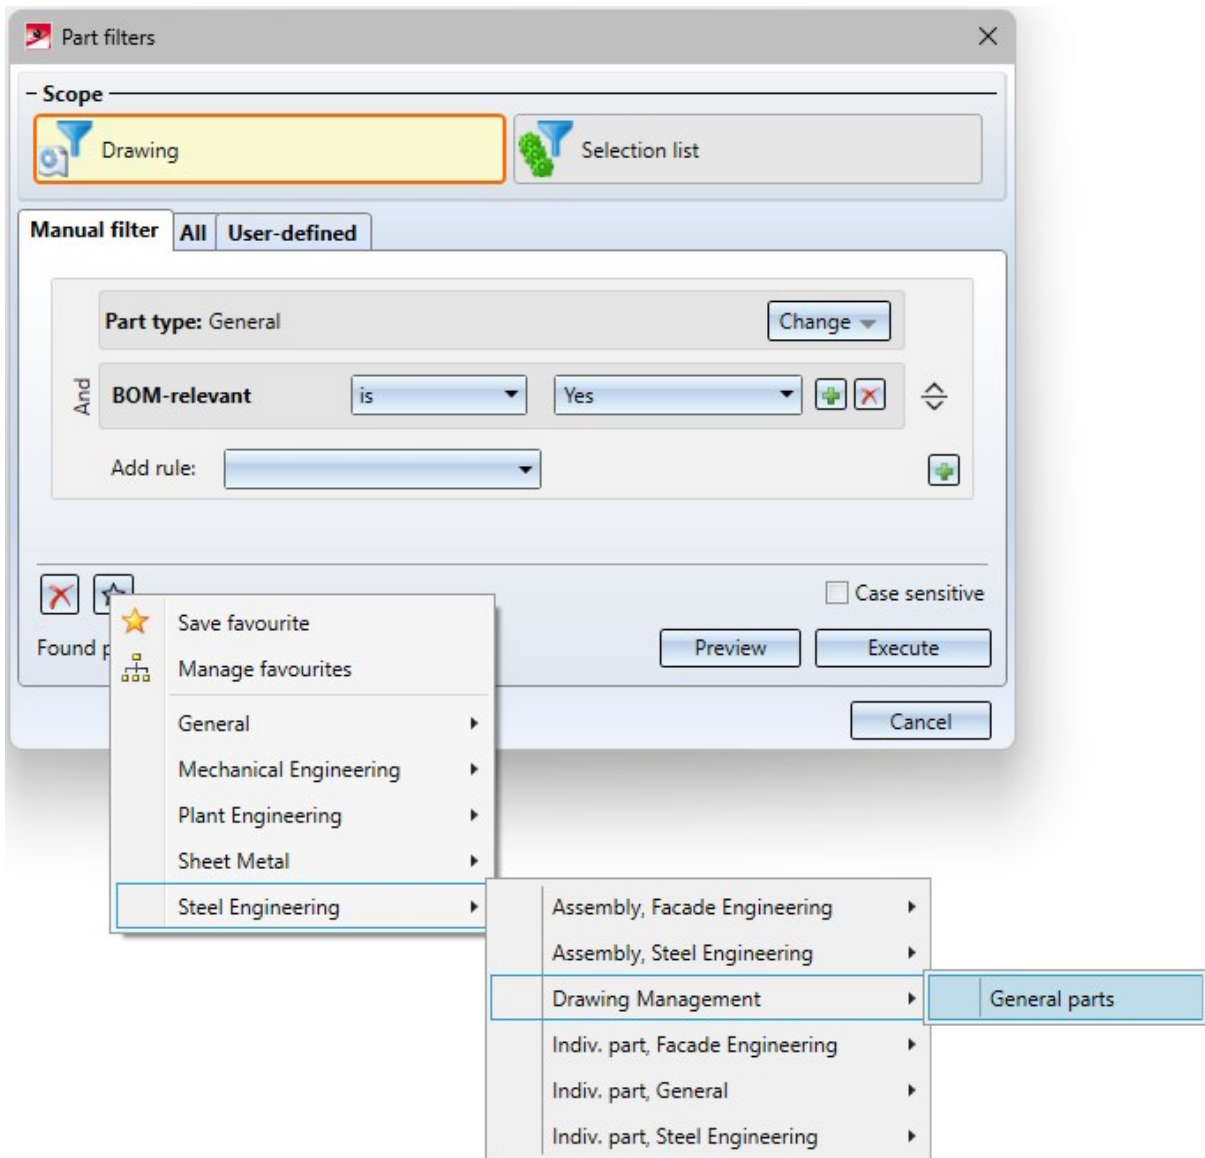 Part filters
Scope
Drawing
Selection list
Manual filter All User-defined
Part type: General
Change
And
BOM-relevant
is
Yes
Add rule:
Case sensitive
Found p
Preview
Execute
Cancel
Save favourite
Manage favourites
General
Mechanical Engineering
Plant Engineering
Sheet Metal
Steel Engineering
Assembly, Facade Engineering
Assembly, Steel Engineering
Drawing Management
General parts
Indiv. part, Facade Engineering
Indiv. part, General
Indiv. part, Steel Engineering